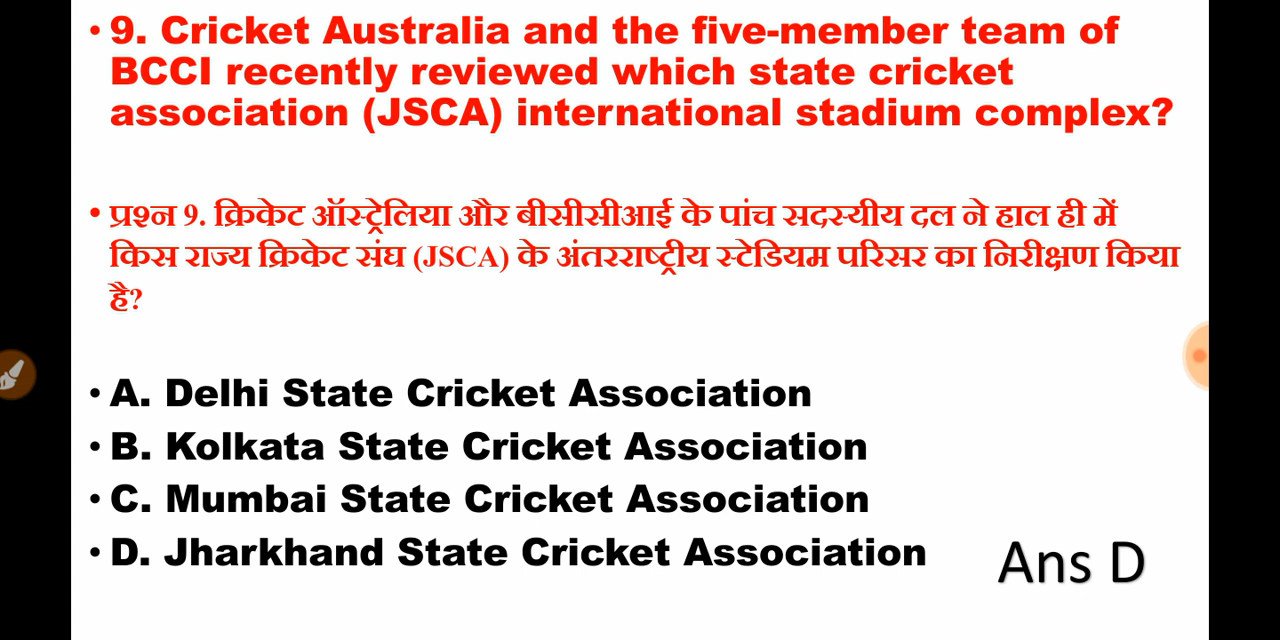 • 9. Cricket Australia and the five-member team of
BCCI recently reviewed which state cricket
association (JSCA) international stadium complex?
• प्रश्न 9. क्रिकेट ऑस्ट्रेलिया और बीसीसीआई के पांच सदस्यीय दल ने हाल ही में
किस राज्य क्रिकेट संघ (JSCA) के अंतरराष्ट्रीय स्टेडियम परिसर का निरीक्षण किया
है?
• A. Delhi State Cricket Association
• B. Kolkata State Cricket Association
• C. Mumbai State Cricket Association
• D. Jharkhand State Cricket Association
Ans D